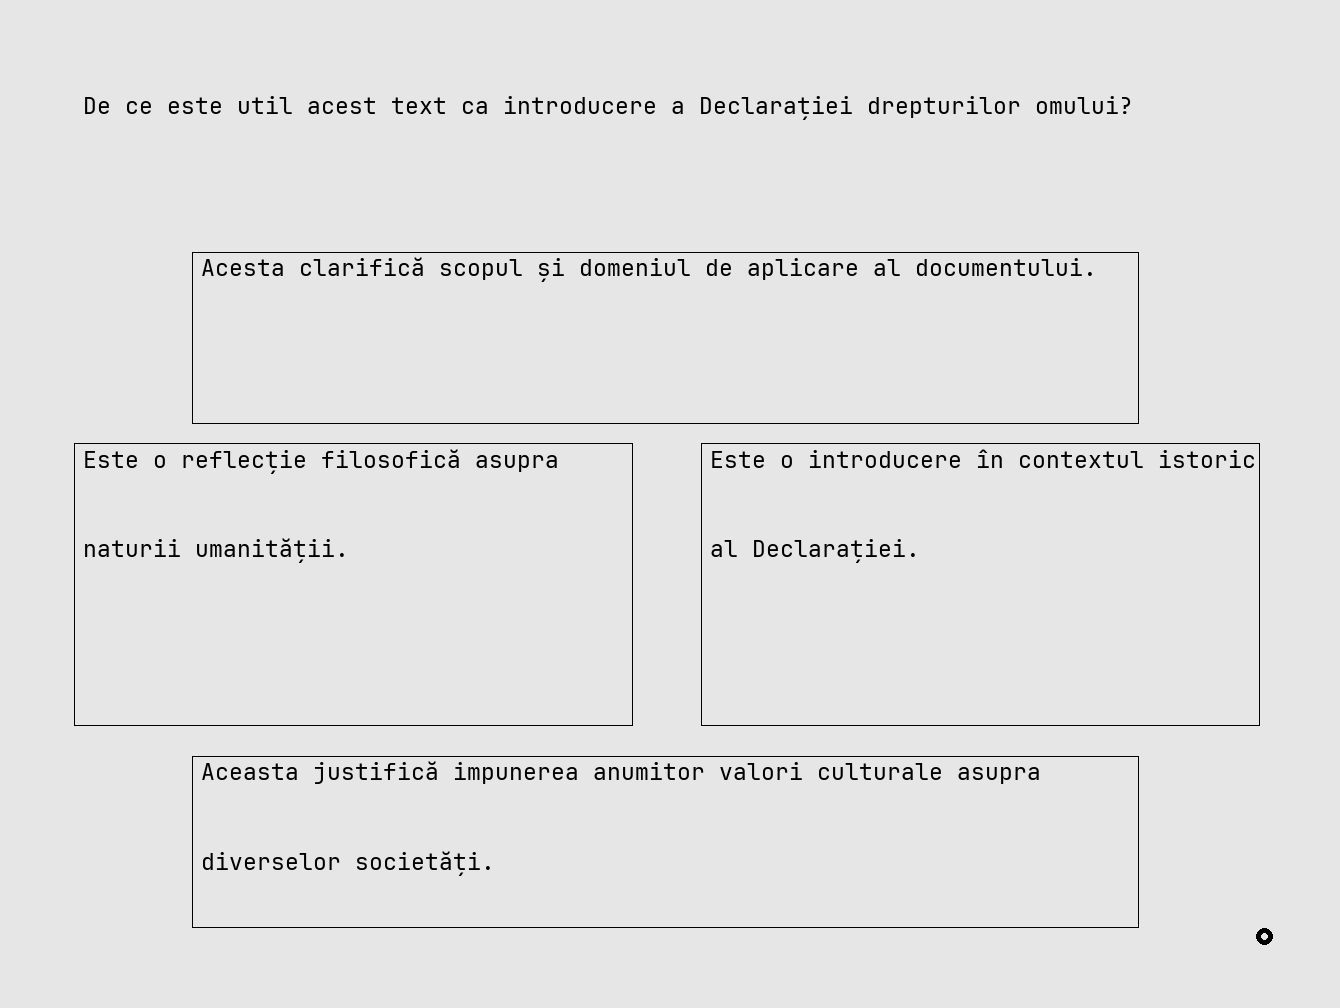 De ce este util acest text ca introducere a Declarației drepturilor omului?
Acesta clarifică scopul și domeniul de aplicare al documentului.
Este o reflecție filosofică asupra
naturii umanității.
Este o introducere în contextul istoric
al Declarației.
Aceasta justifică impunerea anumitor valori culturale asupra
diverselor societăți.